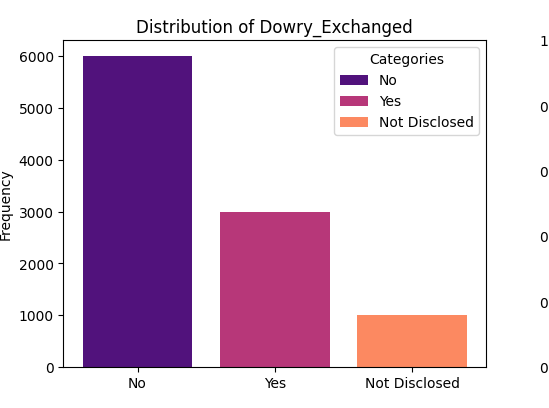 Distribution of Dowry_Exchanged
6000
5000
4000
3000
2000
1000
0
Frequency
Categories
No
Yes
Not Disclosed
No
Yes
Not Disclosed
1
0
0
0
0
0